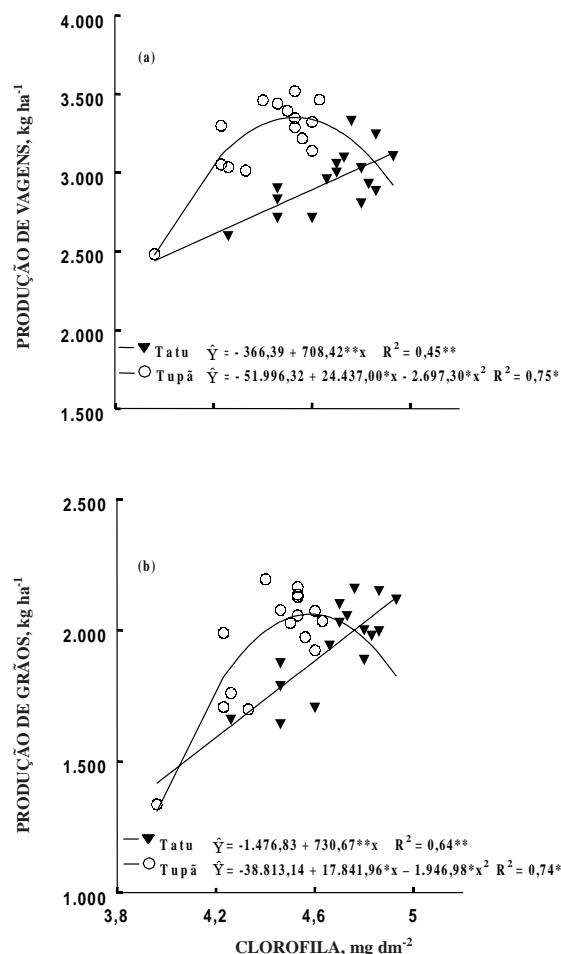 4.000
(a)
3.500
3.000
2.500
2.000
1.500
PRODUÇÃO DE VAGENS, kg ha-1
Tatu Ŷ = - 366,39 + 708,42**x R2 = 0,45**
Tupã Ŷ = - 51.996,32 + 24.437,00*x - 2.697,30*x2 R2 = 0,75*
2.500
(b)
2.000
1.500
1.000
PRODUÇÃO DE GRÃOS, kg ha-1
Tatu Ŷ = -1.476,83 + 730,67**x R2 = 0,64**
Tupã Ŷ = -38.813,14 + 17.841,96*x – 1.946,98*x2 R2 = 0,74*
3,8 4,2 4,6 5
CLOROFILA, mg dm-2